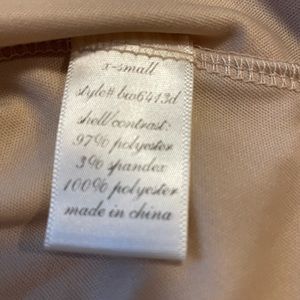 x-small
style# bw6413d
shell/contrast:
97% polyester
3% spandex
100% polyester
made in china